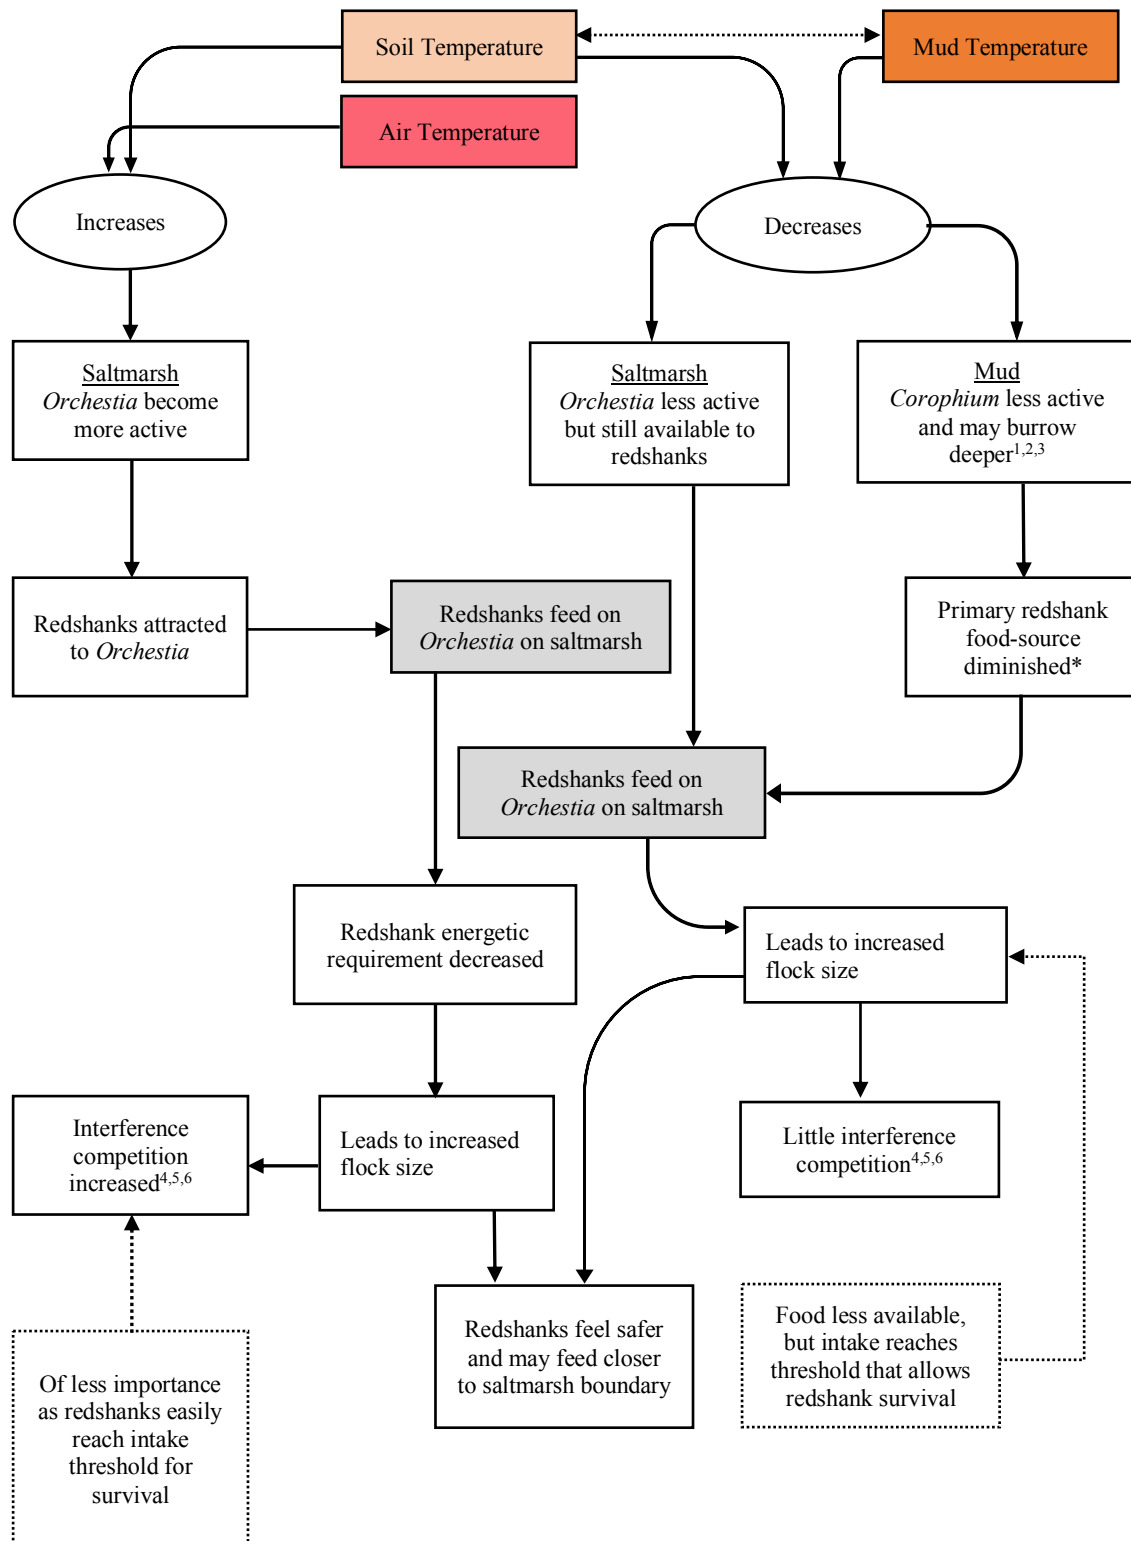 Soil Temperature
Mud Temperature
Air Temperature
Increases
Decreases
Saltmarsh
Orchestia become
more active
Saltmarsh
Orchestia less active
but still available to
redshanks
Mud
Corophium less active
and may burrow
deeper1,2,3
Redshanks attracted
to Orchestia
Redshanks feed on
Orchestia on saltmarsh
Primary redshank
food-source
diminished*
Redshanks feed on
Orchestia on saltmarsh
Redshank energetic
requirement decreased
Leads to increased
flock size
Interference
competition
increased4,5,6
Leads to increased
flock size
Little interference
competition4,5,6
Redshanks feel safer
and may feed closer
to saltmarsh boundary
Food less available,
but intake reaches
threshold that allows
redshank survival
Of less importance
as redshanks easily
reach intake
threshold for
survival